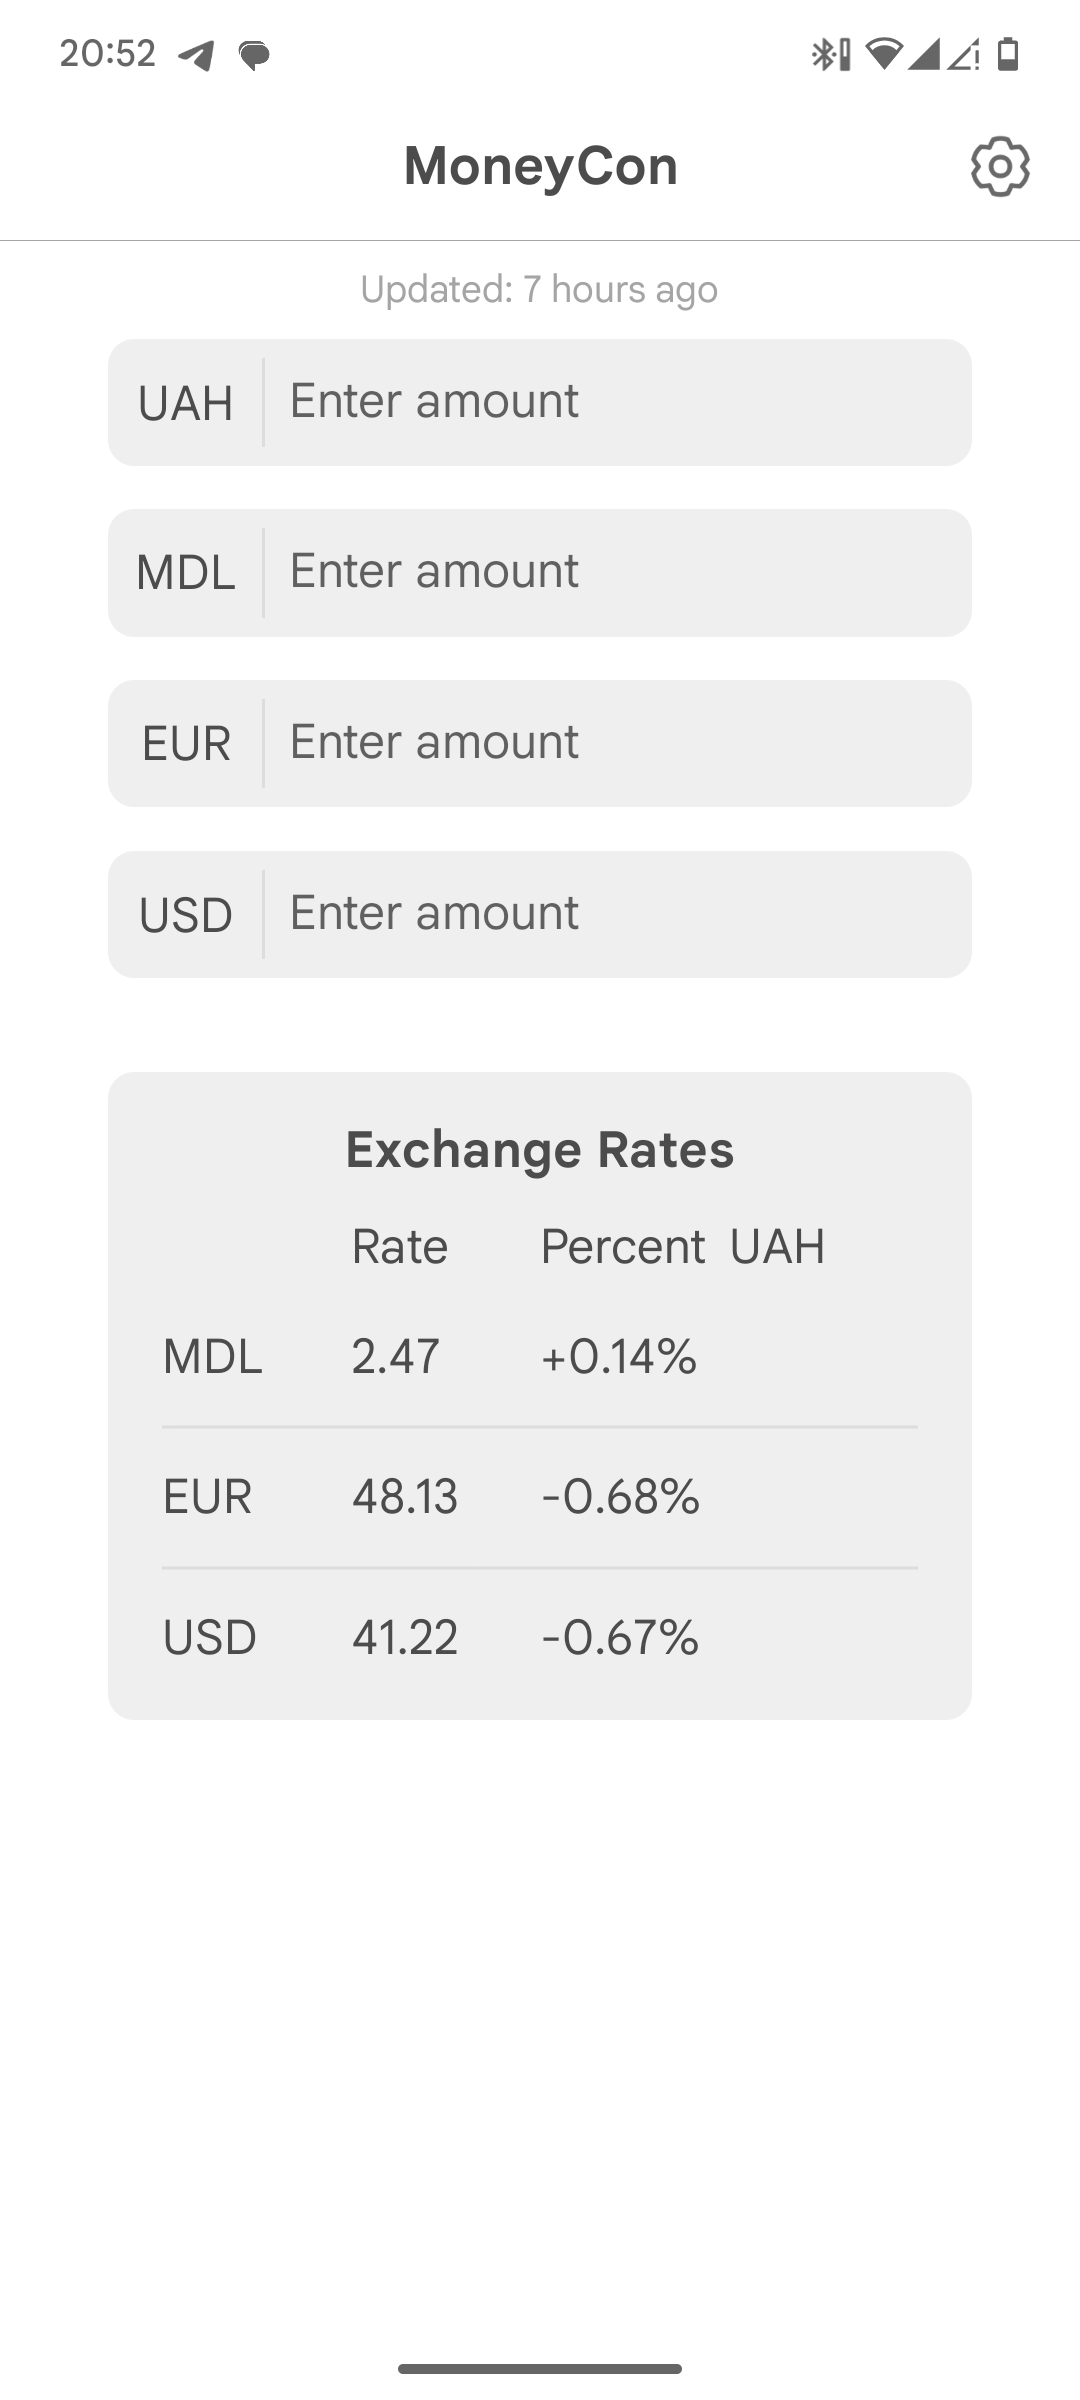 20:52
MoneyCon
Updated: 7 hours ago
UAH Enter amount
MDL Enter amount
EUR Enter amount
USD Enter amount
Exchange Rates
Rate Percent UAH
MDL 2.47 +0.14%
EUR 48.13 -0.68%
USD 41.22 -0.67%